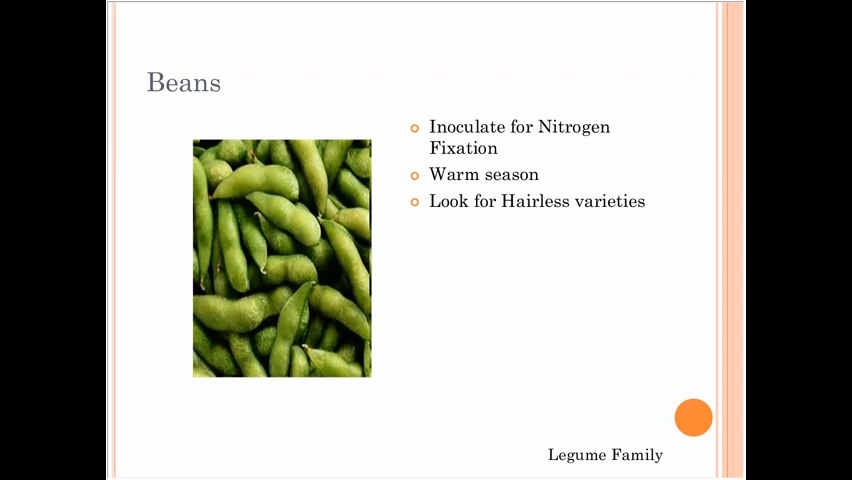 Beans
Inoculate for Nitrogen
Fixation
Warm season
Look for Hairless varieties
Legume Family